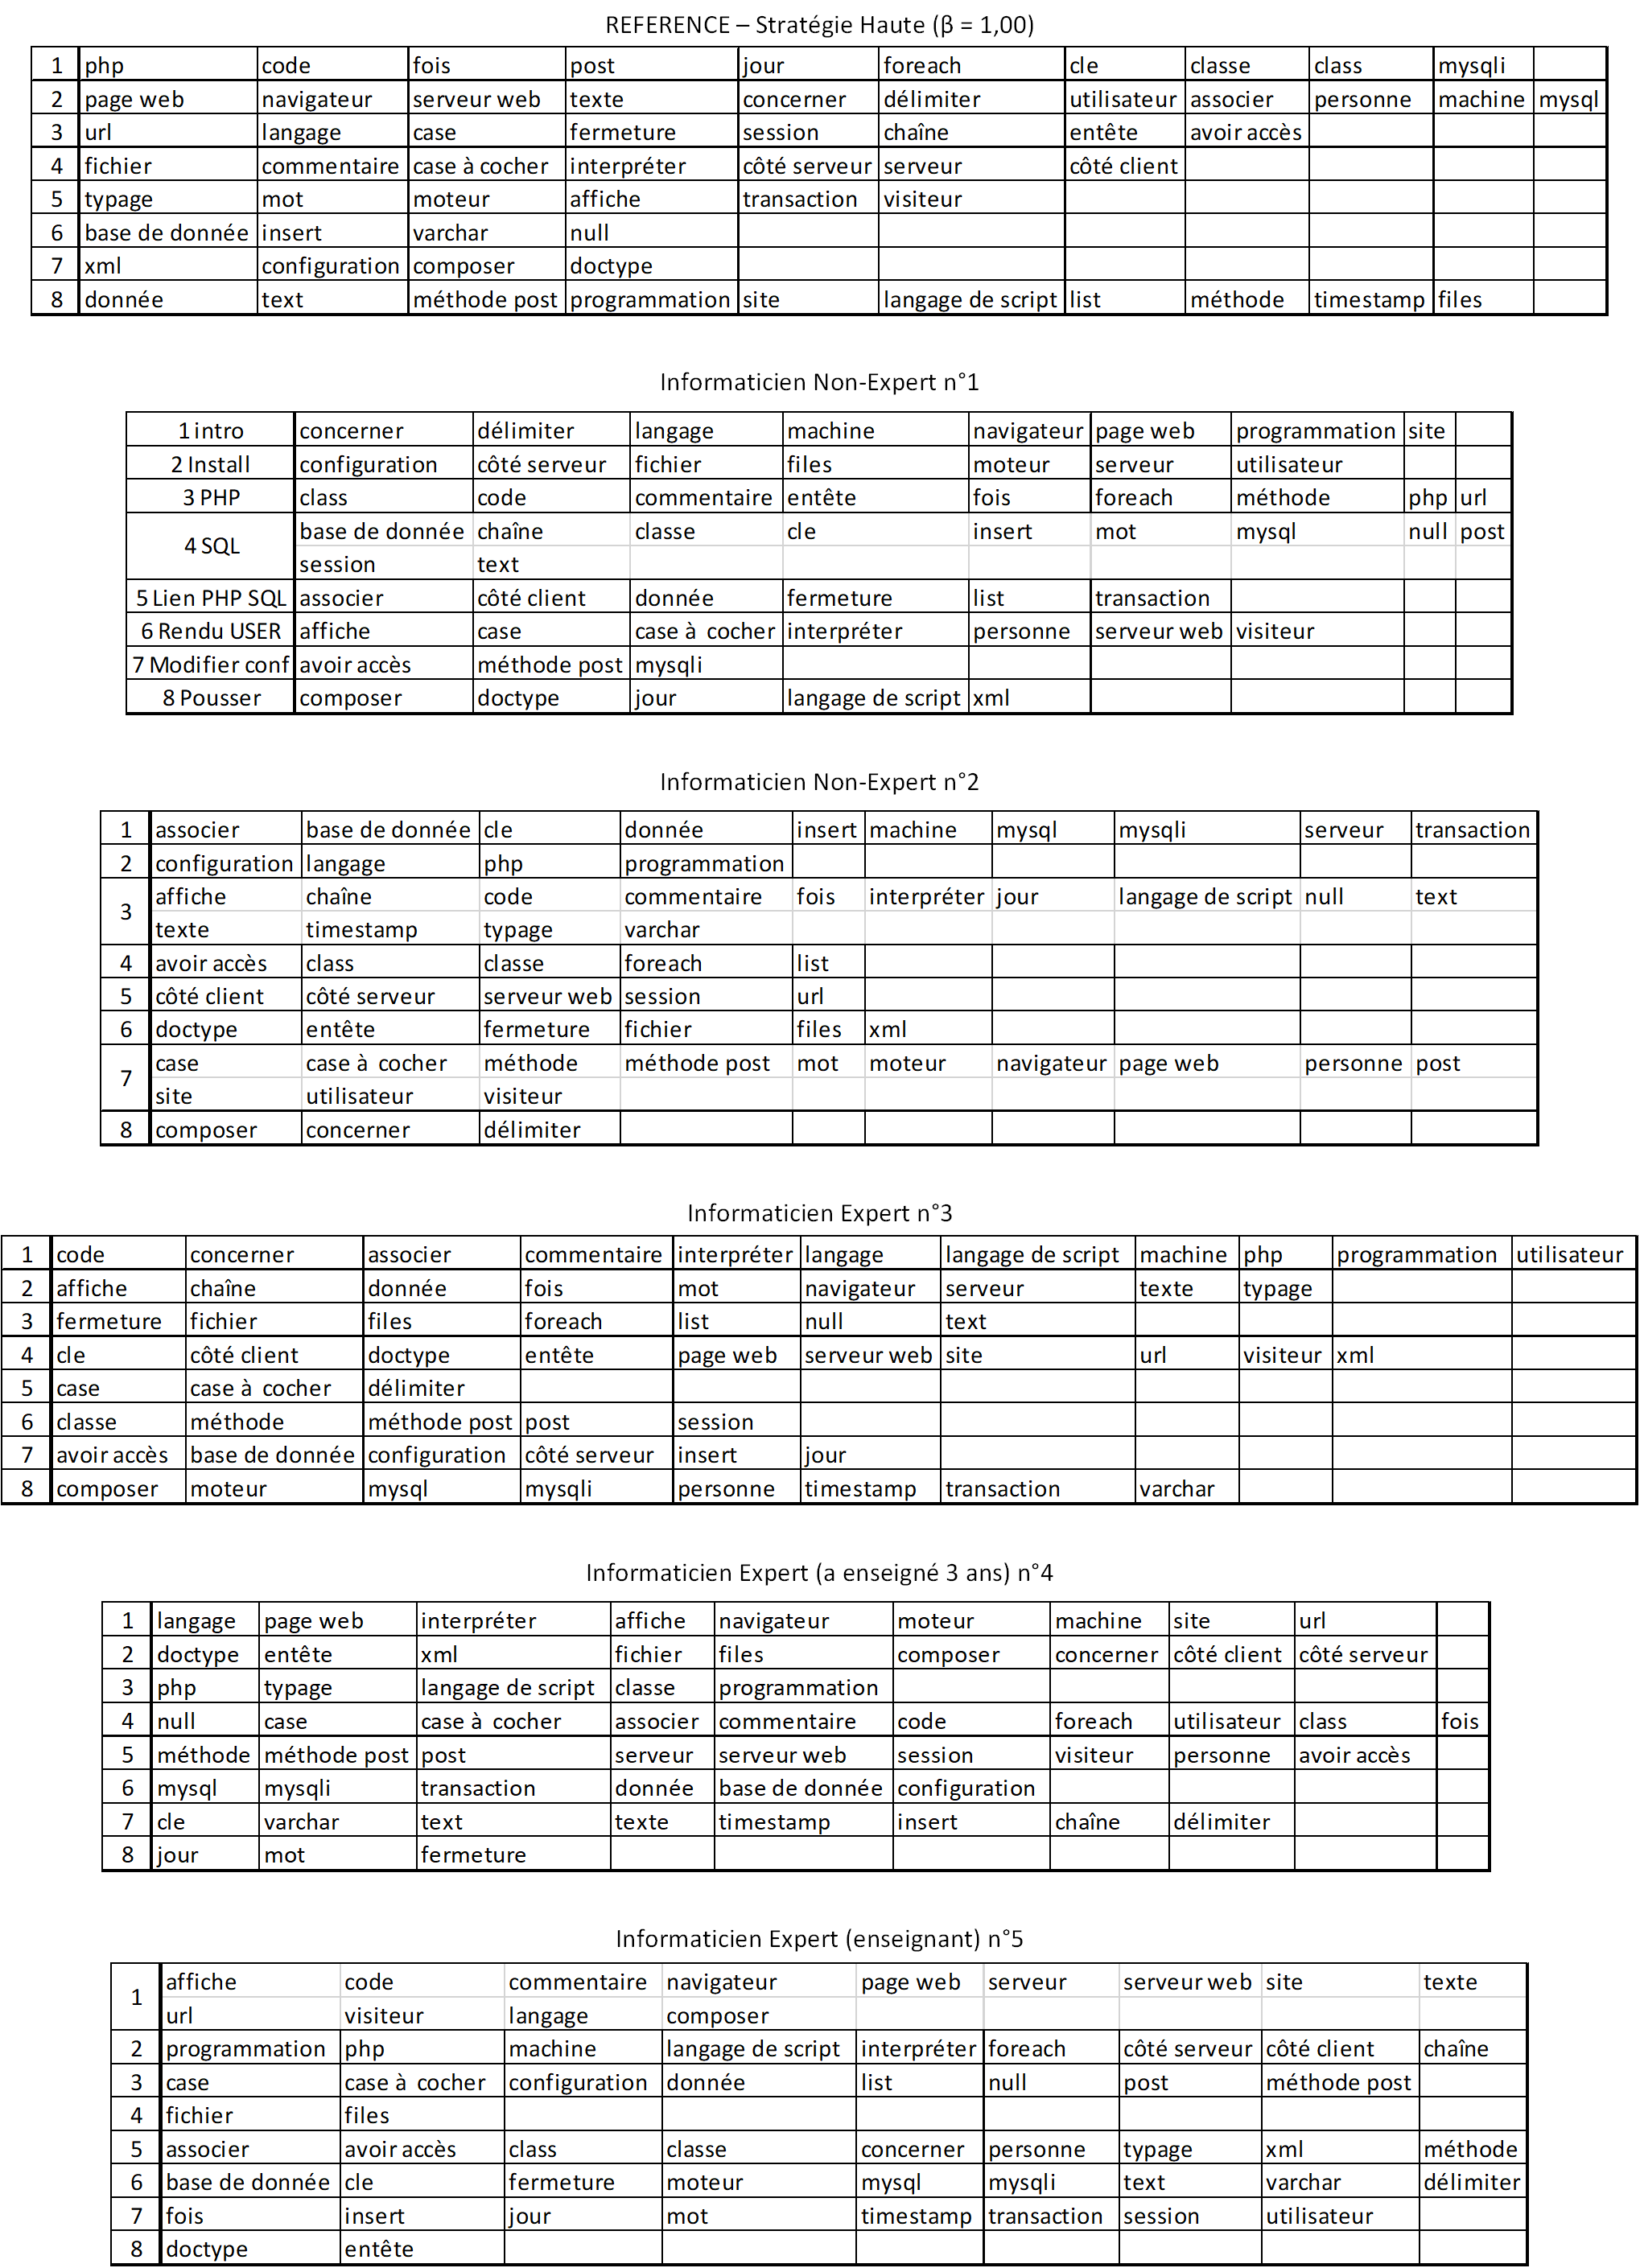 REFERENCE – Stratégie Haute (β = 1,00)
1 php code fois post jour foreach cle classe class mysqli
2 page web navigateur serveur web texte concerner délimiter utilisateur associer personne machine mysql
3 url langage case fermeture session chaîne entête avoir accès
4 fichier commentaire case à cocher interpréter côté serveur serveur côté client
5 typage mot moteur affiche transaction visiteur
6 base de donnée insert varchar null
7 xml configuration composer doctype
8 donnée text méthode post programmation site langage de script list méthode timestamp files
Informaticien Non-Expert n°1
1 intro concerner délimiter langage machine navigateur page web programmation site
2 Install configuration côté serveur fichier files moteur serveur utilisateur
3 PHP class code commentaire entête fois foreach méthode php url
4 SQL base de donnée chaîne classe cle insert mot mysql null post
session text
5 Lien PHP SQL associer côté client donnée fermeture list transaction
6 Rendu USER affiche case case à cocher interpréter personne serveur web visiteur
7 Modifier conf avoir accès méthode post mysqli
8 Pousser composer doctype jour langage de script xml
Informaticien Non-Expert n°2
1 associer base de donnée cle donnée insert machine mysql mysqli serveur transaction
2 configuration langage php programmation
3 affiche chaîne code commentaire fois interpréter jour langage de script null text
texte timestamp typage varchar
4 avoir accès class classe foreach list
5 côté client côté serveur serveur web session url
6 doctype entête fermeture fichier files xml
7 case case à cocher méthode méthode post mot moteur navigateur page web personne post
site utilisateur visiteur
8 composer concerner délimiter
Informaticien Expert n°3
1 code concerner associer commentaire interpréter langage langage de script machine php programmation utilisateur
2 affiche chaîne donnée fois mot navigateur serveur texte typage
3 fermeture fichier files foreach list null text
4 cle côté client doctype entête page web serveur web site url visiteur xml
5 case case à cocher délimiter
6 classe méthode méthode post post session
7 avoir accès base de donnée configuration côté serveur insert jour
8 composer moteur mysql mysqli personne timestamp transaction varchar
Informaticien Expert (a enseigné 3 ans) n°4
1 langage page web interpréter affiche navigateur moteur machine site url
2 doctype entête xml fichier files composer concerner côté client côté serveur
3 php typage langage de script classe programmation
4 null case case à cocher associer commentaire code foreach utilisateur class fois
5 méthode méthode post post serveur serveur web session visiteur personne avoir accès
6 mysql mysqli transaction donnée base de donnée configuration
7 cle varchar text texte timestamp insert chaîne délimiter
8 jour mot fermeture
Informaticien Expert (enseignant) n°5
1 affiche code commentaire navigateur page web serveur serveur web site texte
url visiteur langage composer
2 programmation php machine langage de script interpréter foreach côté serveur côté client chaîne
3 case case à cocher configuration donnée list null post méthode post
4 fichier files
5 associer avoir accès class classe concerner personne typage xml méthode
6 base de donnée cle fermeture moteur mysql mysqli text varchar délimiter
7 fois insert jour mot timestamp transaction session utilisateur
8 doctype entête